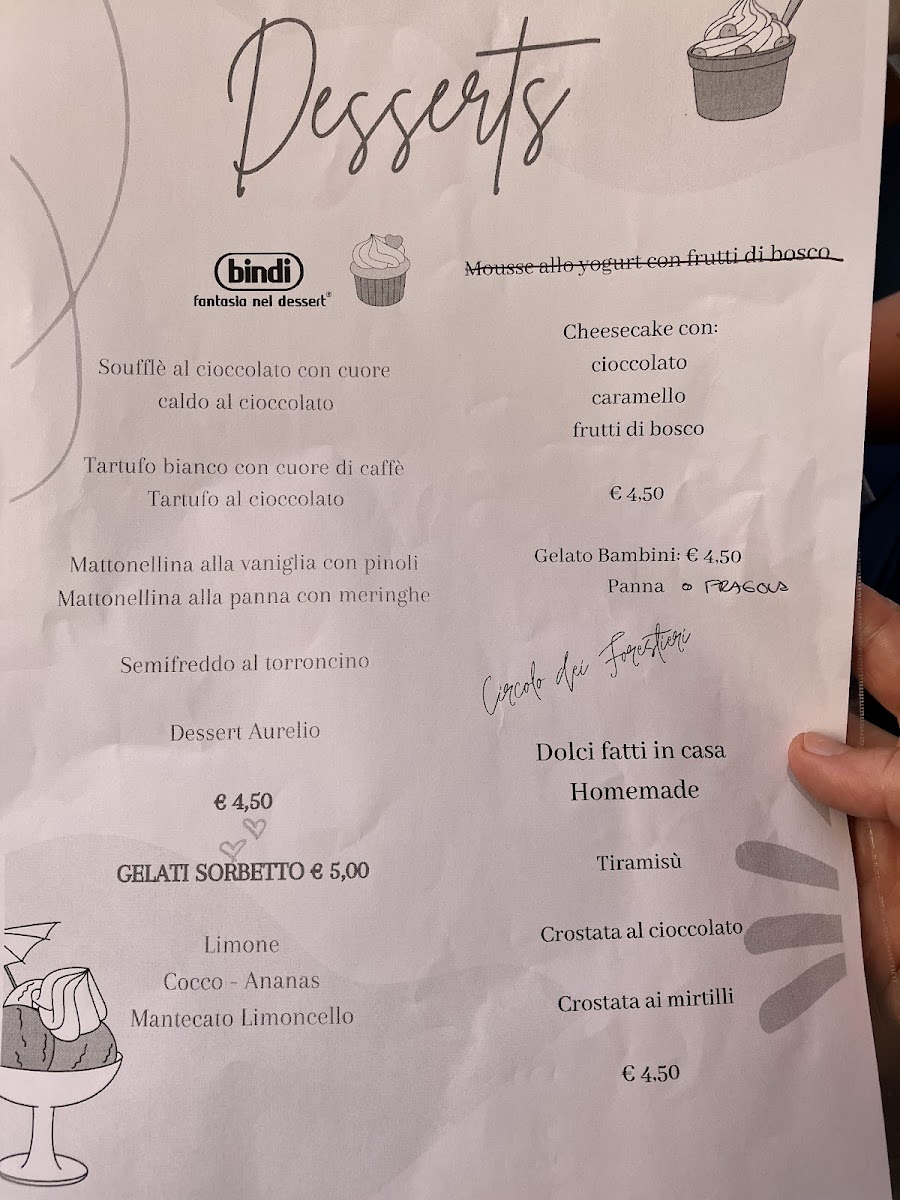 Desserts
bindi
fantasia nel dessert®
Soufflè al cioccolato con cuore
caldo al cioccolato
Tartufo bianco con cuore di caffè
Tartufo al cioccolato
Mattonellina alla vaniglia con pinoli
Mattonellina alla panna con meringhe
Semifreddo al torroncino
Dessert Aurelio
€ 4,50
GELATI SORBETTO € 5,00
Limone
Cocco - Ananas
Mantecato Limoncello
Mousse allo yogurt con frutti di bosco
Cheesecake con:
cioccolato
caramello
frutti di bosco
€ 4,50
Gelato Bambini: € 4,50
Panna o FRAGOLA
Circolo dei Forestieri
Dolci fatti in casa
Homemade
Tiramisù
Crostata al cioccolato
Crostata ai mirtilli
€ 4,50